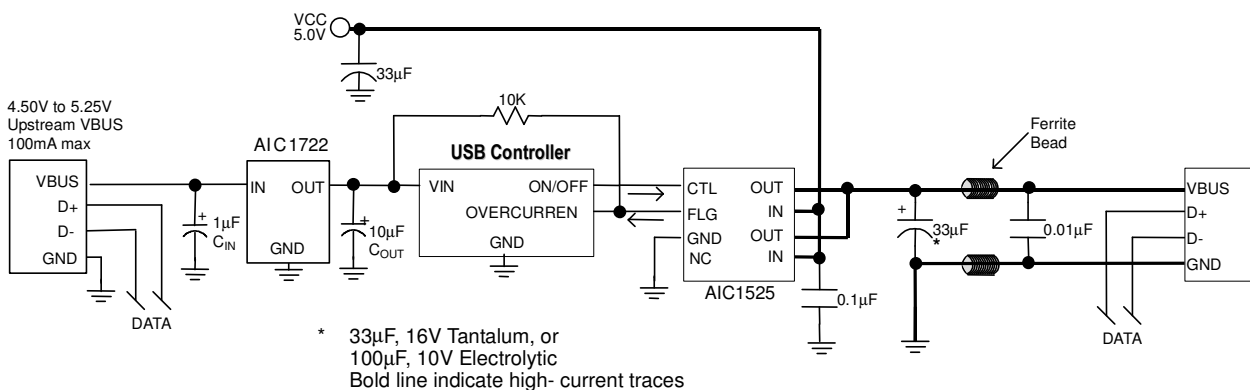 VCC
5.0V
33µF
10K
4.50V to 5.25V
Upstream VBUS
100mA max
AIC1722
USB Controller
Ferrite
Bead
VBUS
D+
D-
GND
DATA
+
1µF
CIN
IN
OUT
GND
+
10µF
COUT
VIN
ON/OFF
OVERCURREN
GND
CTL
OUT
FLG
IN
GND
OUT
NC
IN
AIC1525
0.1µF
+
33µF
*
0.01µF
VBUS
D+
D-
GND
DATA
* 33µF, 16V Tantalum, or
100µF, 10V Electrolytic
Bold line indicate high- current traces